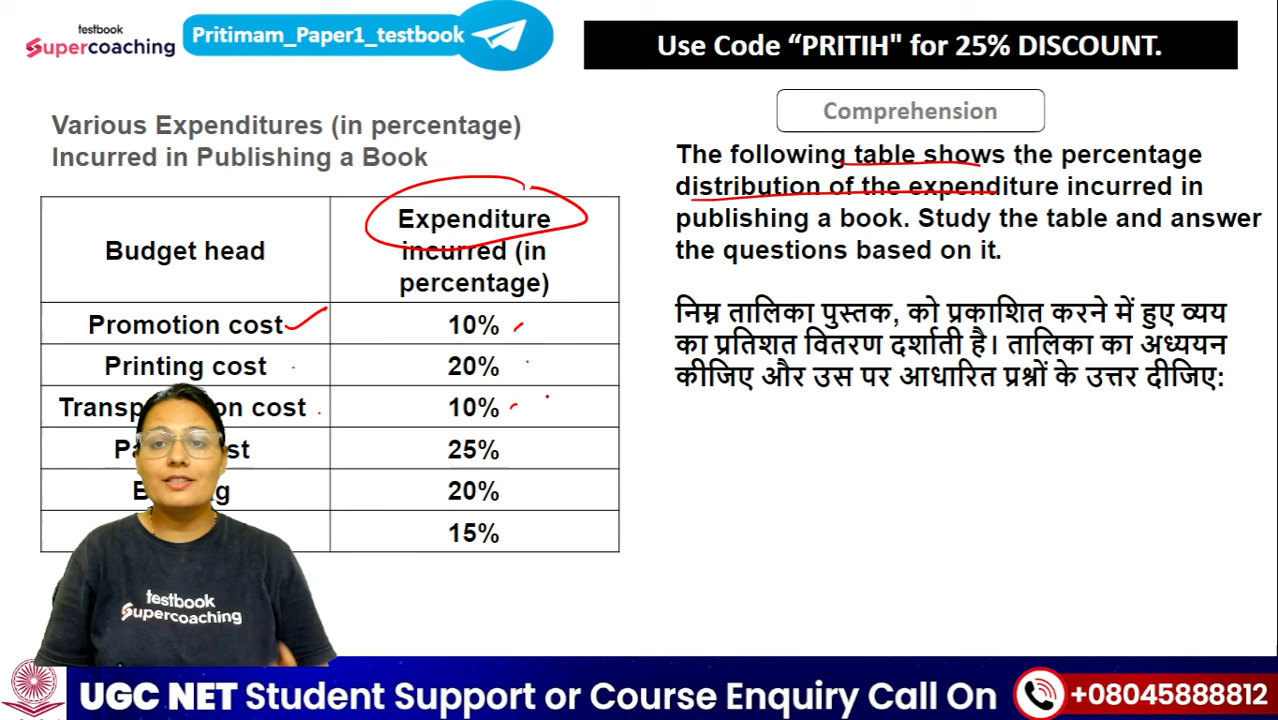 testbook
Supercoaching
Pritimam_Paper1_testbook
Use Code “PRITIH" for 25% DISCOUNT.
Various Expenditures (in percentage)
Incurred in Publishing a Book
Budget head
Expenditure
incurred (in
percentage)
Promotion cost 10%
Printing cost 20%
cost 10%
25%
20%
15%
Comprehension
The following table shows the percentage
distribution of the expenditure incurred in
publishing a book. Study the table and answer
the questions based on it.
निम्न तालिका पुस्तक, को प्रकाशित करने में हुए व्यय
का प्रतिशत वितरण दर्शाती है। तालिका का अध्ययन
कीजिए और उस पर आधारित प्रश्नों के उत्तर दीजिए:
testbook
Supercoaching
UGC NET Student Support or Course Enquiry Call On
+08045888812